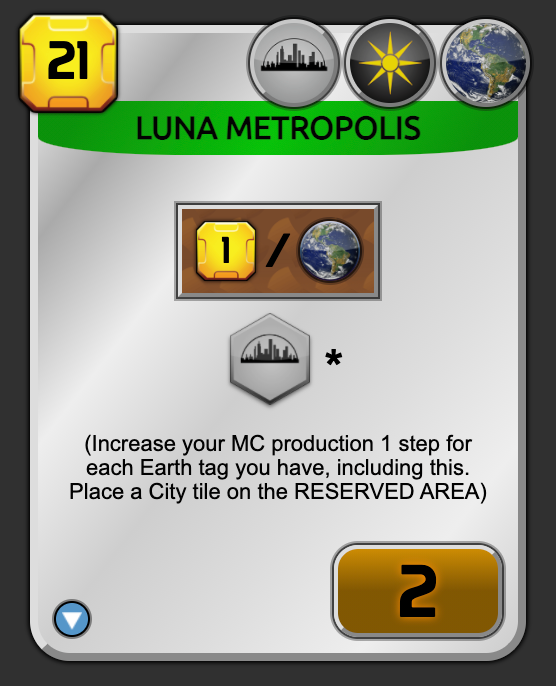 21
LUNA METROPOLIS
1 /
*
(Increase your MC production 1 step for
each Earth tag you have, including this.
Place a City tile on the RESERVED AREA)
2